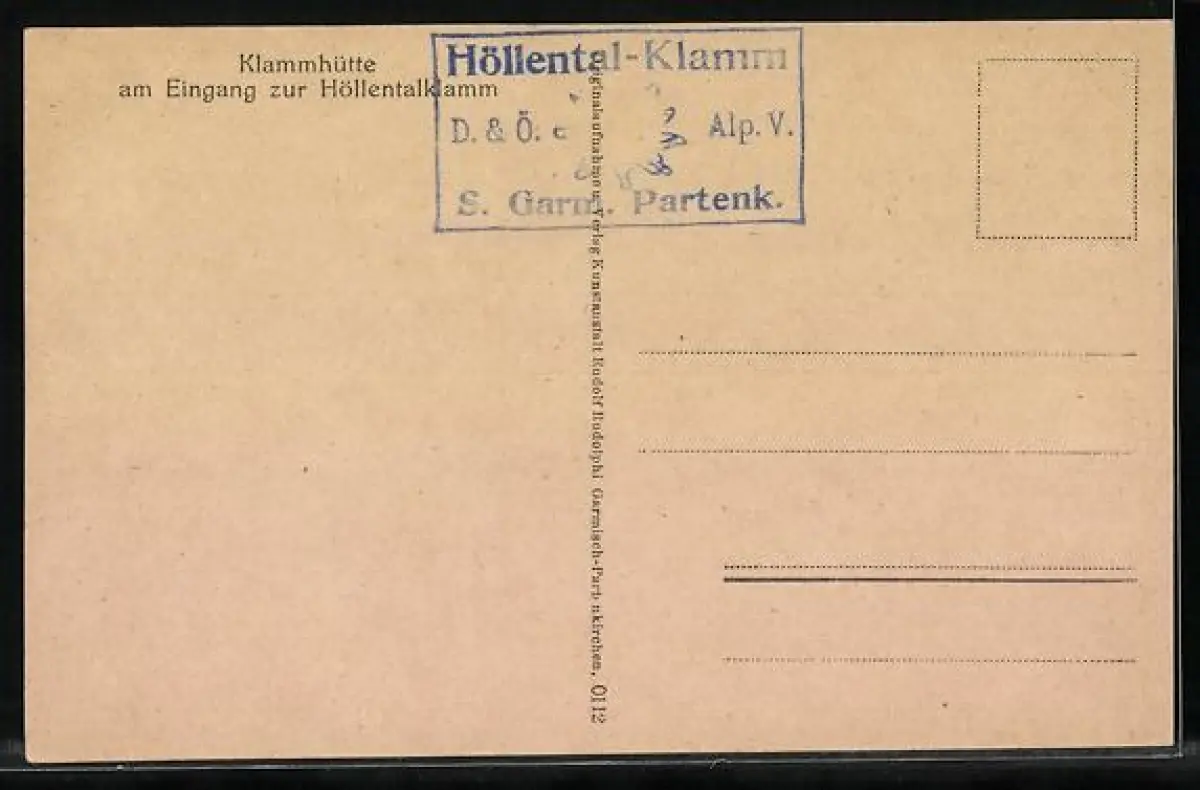 Klammhütte
am Eingang zur Höllentalklamm
Höllental-Klamm
D. & Ö. Alp. V.
S. Garm. Partenk.
Originalaufnahme u. Verlag Kunstanstalt Rudolf Rudolphi Garmisch-Partenkirchen, 0112